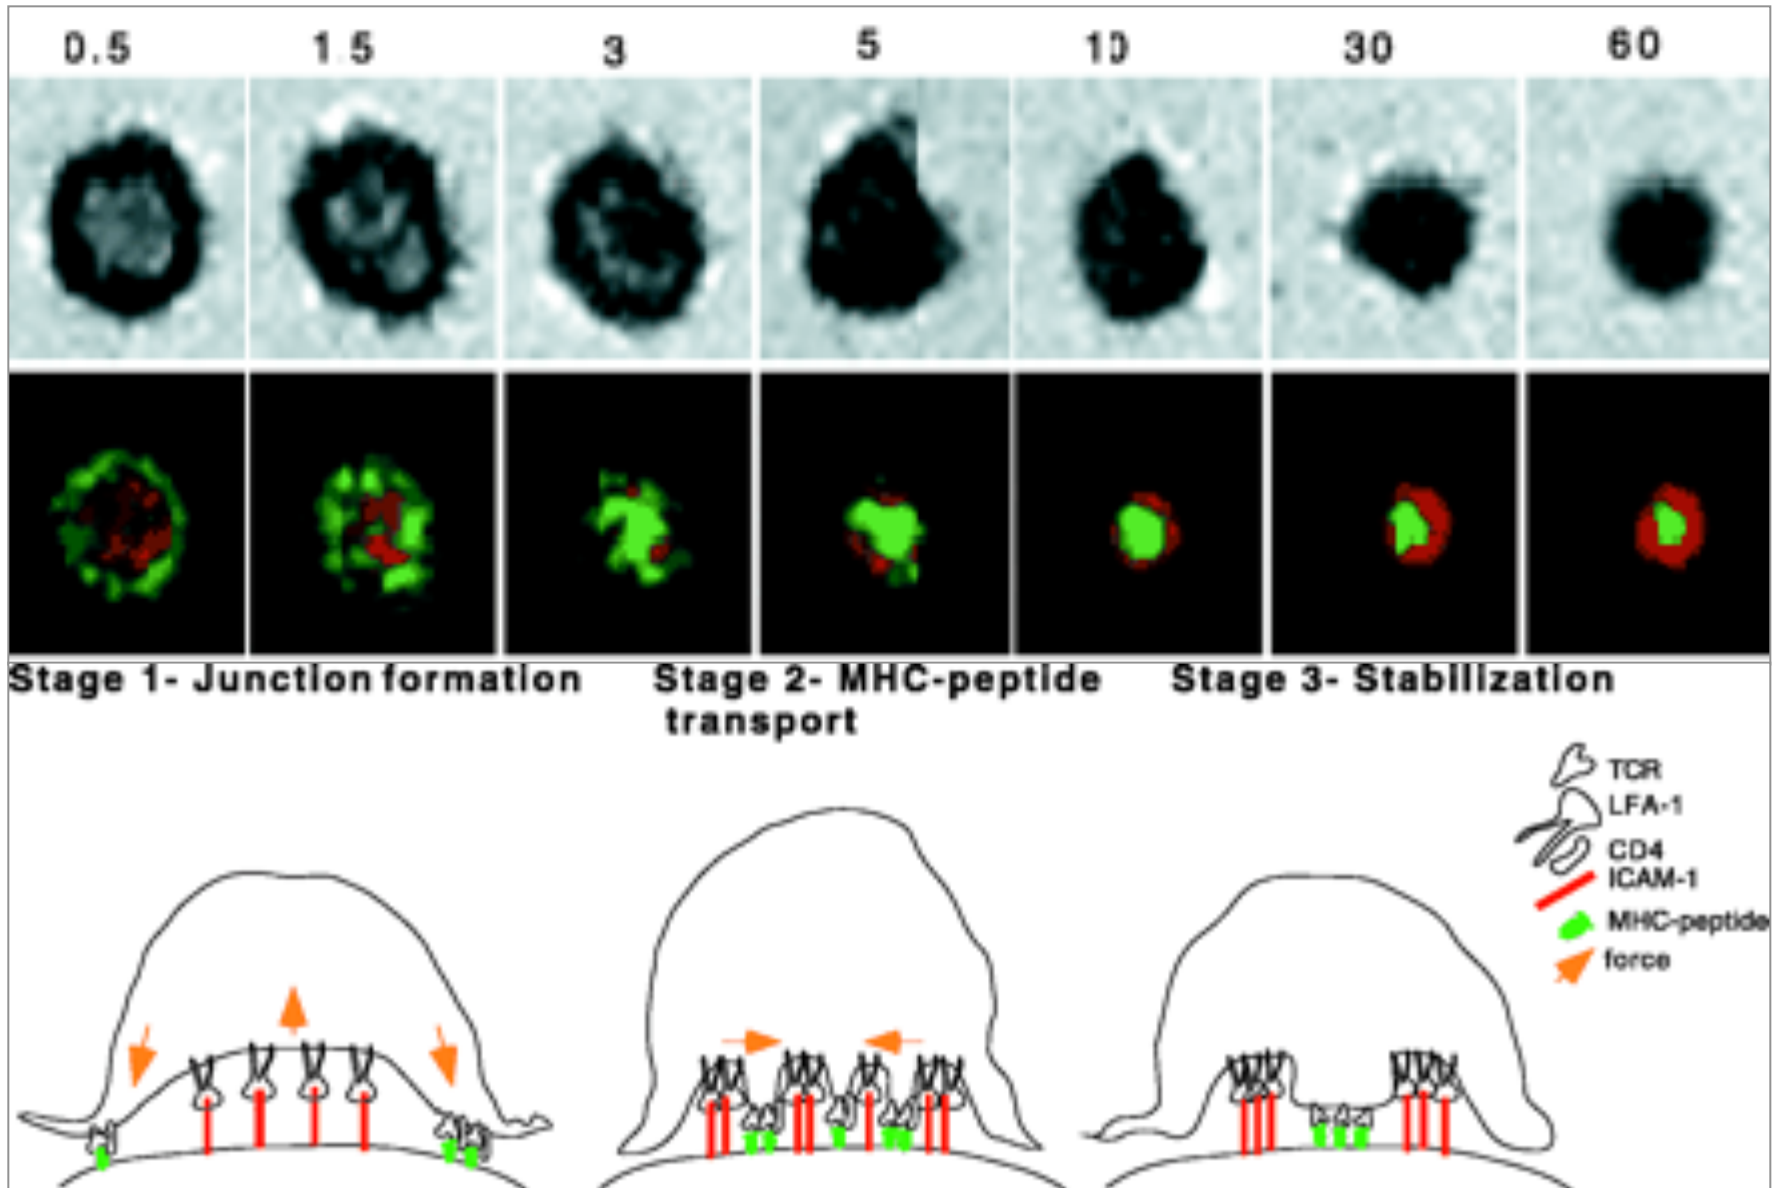 0.5 1.5 3 5 10 30 60
Stage 1- Junction formation Stage 2- MHC-peptide Stage 3- Stabilization
transport
TCR
LFA-1
CD4
ICAM-1
MHC-peptide
force